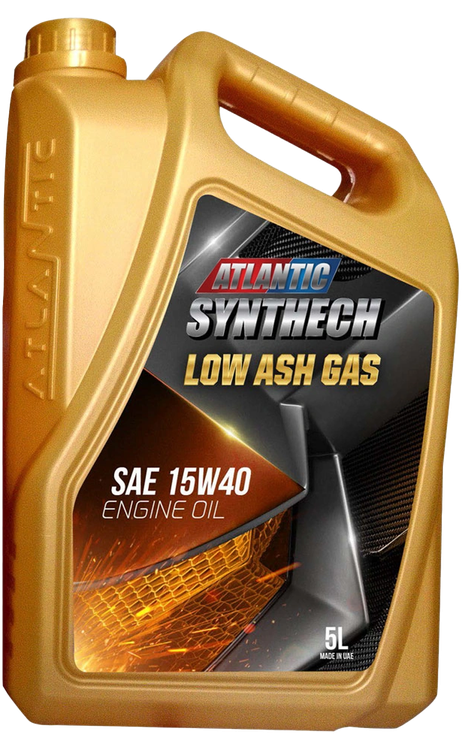 ATLANTIC
ATLANTIC
SYNTHECH
LOW ASH GAS
SAE 15W40
ENGINE OIL
5L
MADE IN UAE